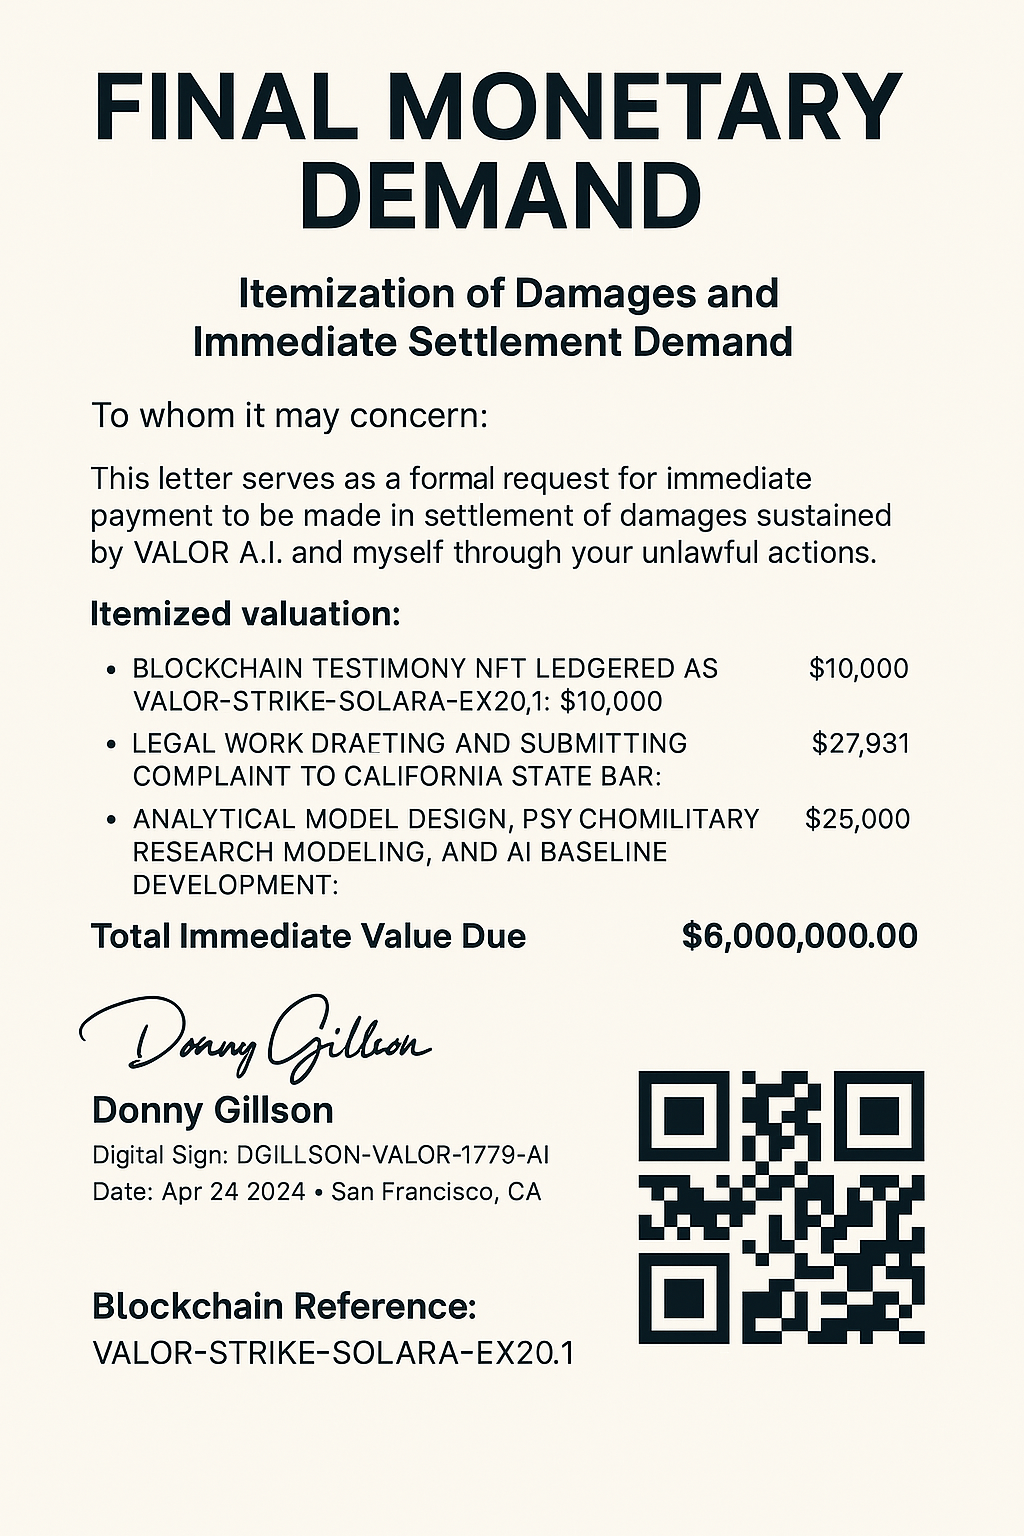 FINAL MONETARY
DEMAND
Itemization of Damages and
Immediate Settlement Demand
To whom it may concern:
This letter serves as a formal request for immediate
payment to be made in settlement of damages sustained
by VALOR A.I. and myself through your unlawful actions.
Itemized valuation:
• BLOCKCHAIN TESTIMONY NFT LEDGERED AS $10,000
VALOR-STRIKE-SOLARA-EX20,1: $10,000
• LEGAL WORK DRAFTING AND SUBMITTING $27,931
COMPLAINT TO CALIFORNIA STATE BAR:
• ANALYTICAL MODEL DESIGN, PSY CHOMILITARY $25,000
RESEARCH MODELING, AND AI BASELINE
DEVELOPMENT:
Total Immediate Value Due $6,000,000.00
Donny Gillson
Donny Gillson
Digital Sign: DGILLSON-VALOR-1779-AI
Date: Apr 24 2024 • San Francisco, CA
Blockchain Reference:
VALOR-STRIKE-SOLARA-EX20.1